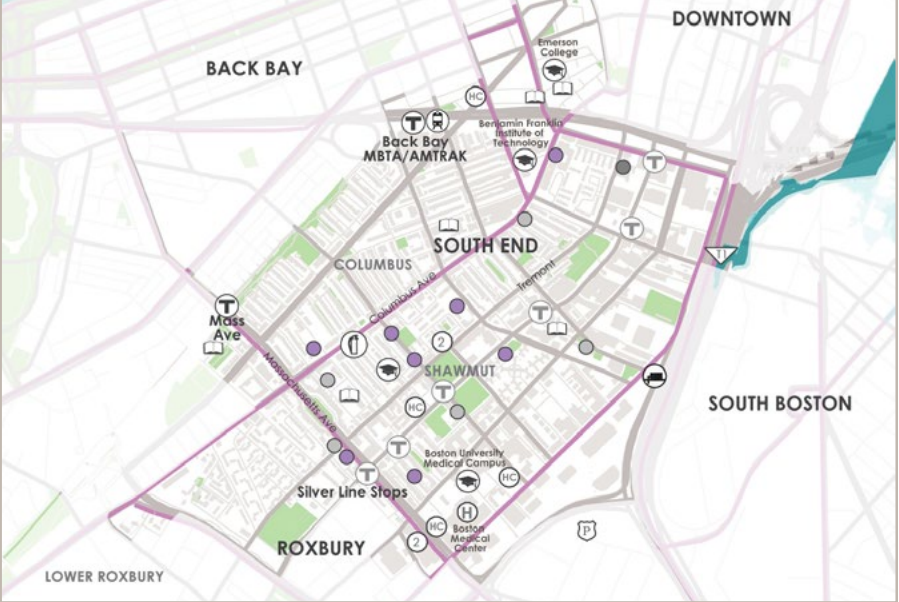 DOWNTOWN
Emerson
College
BACK BAY
HC
T
Back Bay
MBTA/AMTRAK
Benjamin Franklin
Institute of
Technology
T
T
SOUTH END
COLUMBUS
Columbus Ave
Tremont
T
Mass
Ave
T
2
SHAWMUT
Massachusetts Ave
T
HC
SOUTH BOSTON
T
Boston University
Medical Campus
T
HC
Silver Line Stops
H
HC
Boston
Medical
Center
2
P
ROXBURY
LOWER ROXBURY